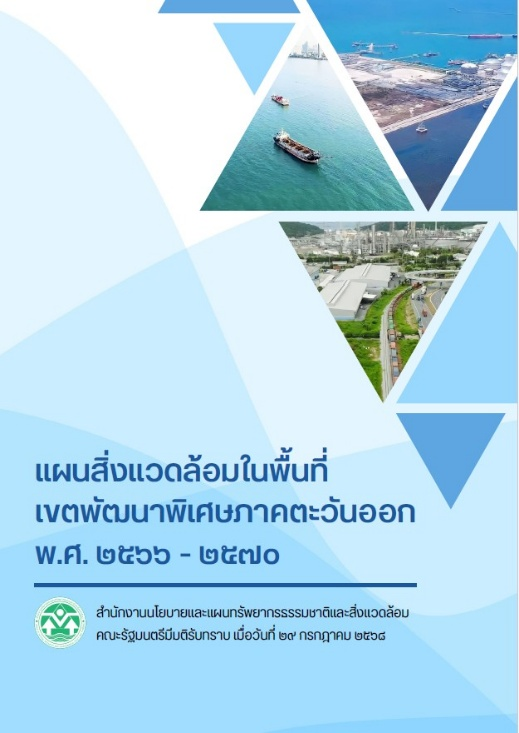 แผนสิ่งแวดล้อมในพื้นที่
เขตพัฒนาพิเศษภาคตะวันออก
พ.ศ. ๒๕๖๖ - ๒๕๗๐
สำนักงานนโยบายและแผนทรัพยากรธรรมชาติและสิ่งแวดล้อม
คณะรัฐมนตรีมีมติรับทราบ เมื่อวันที่ ๒๙ กรกฎาคม ๒๕๖๘